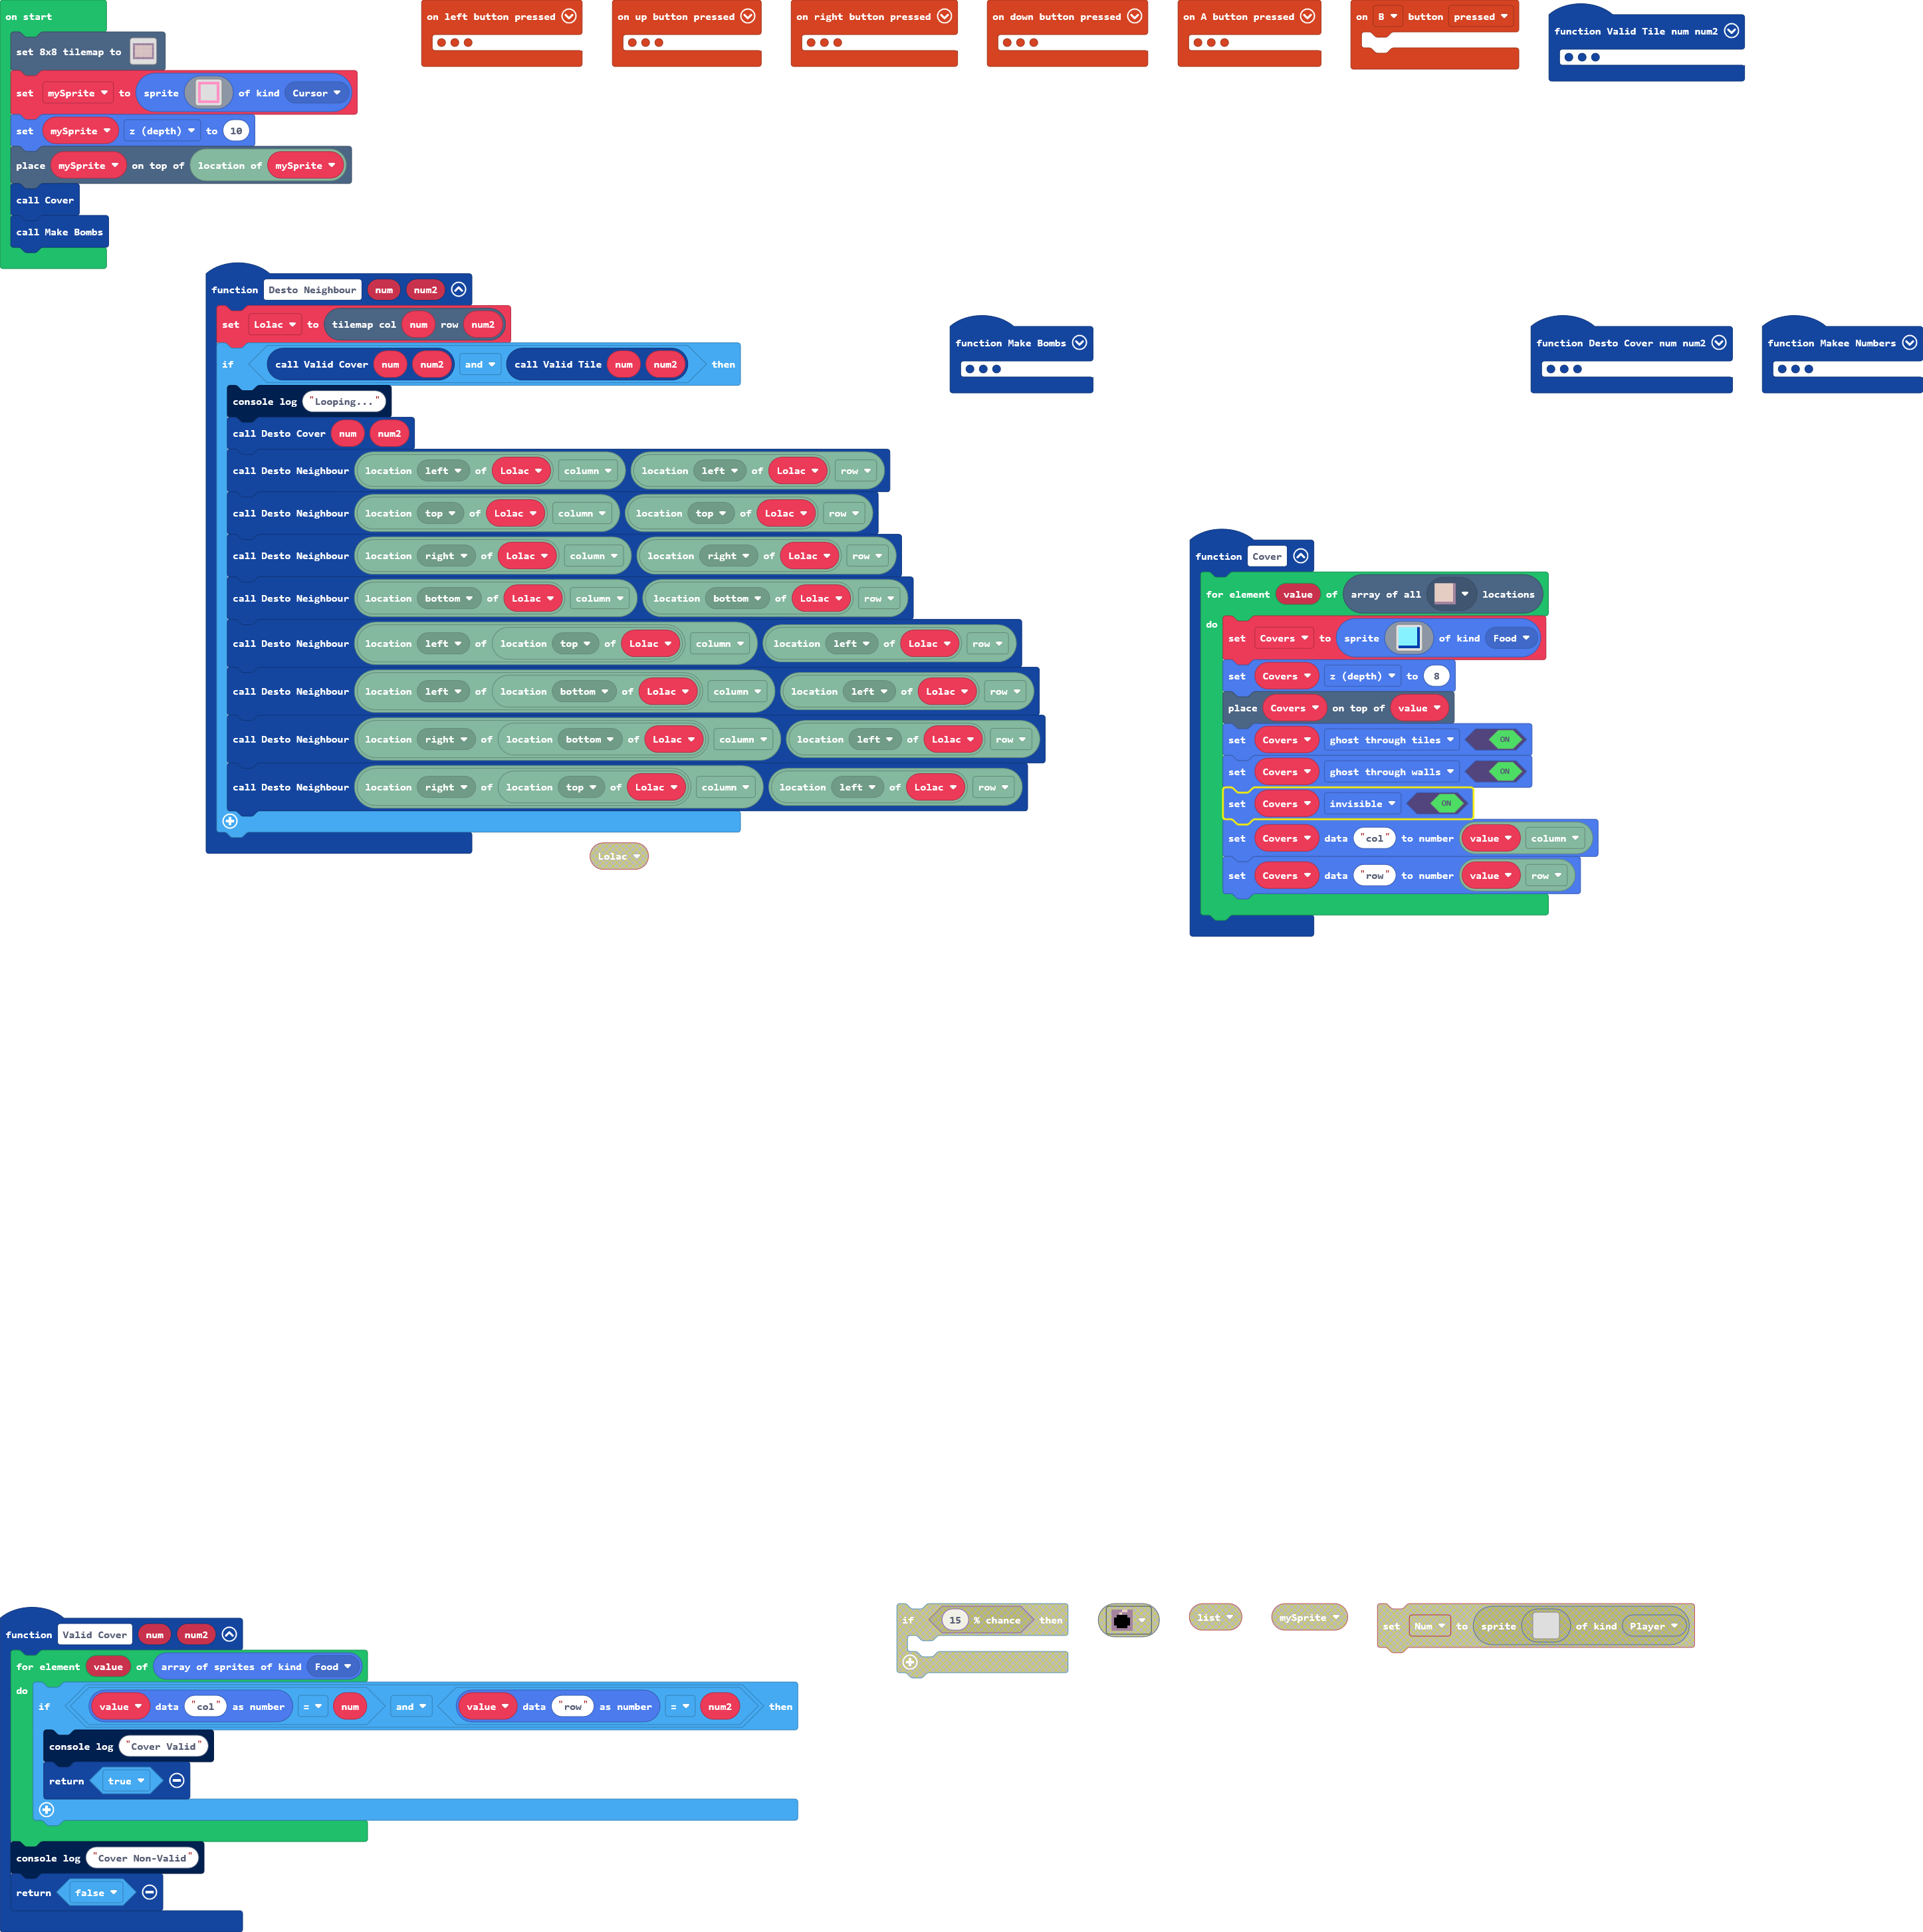 on start
set 8x8 tilemap to
set mySprite to sprite of kind Cursor
set mySprite z (depth) to 10
place mySprite on top of location of mySprite
call Cover
call Make Bombs
on left button pressed
on up button pressed
on right button pressed
on down button pressed
on A button pressed
on B button pressed
function Valid Tile num num2
function Desto Neighbour num num2
set Lolac to tilemap col num row num2
if call Valid Cover num num2 and call Valid Tile num num2 then
console log "Looping..."
call Desto Cover num num2
call Desto Neighbour location left of Lolac column location left of Lolac row
call Desto Neighbour location top of Lolac column location top of Lolac row
call Desto Neighbour location right of Lolac column location right of Lolac row
call Desto Neighbour location bottom of Lolac column location bottom of Lolac row
call Desto Neighbour location left of location top of Lolac column location left of Lolac row
call Desto Neighbour location left of location bottom of Lolac column location left of Lolac row
call Desto Neighbour location right of location bottom of Lolac column location left of Lolac row
call Desto Neighbour location right of location top of Lolac column location left of Lolac row
Lolac
function Make Bombs
function Desto Cover num num2
function Makee Numbers
function Cover
for element value of array of all locations
do
set Covers to sprite of kind Food
set Covers z (depth) to 8
place Covers on top of value
set Covers ghost through tiles ON
set Covers ghost through walls ON
set Covers invisible ON
set Covers data "col" to number value column
set Covers data "row" to number value row
function Valid Cover num num2
for element value of array of sprites of kind Food
do
if value data "col" as number = num and value data "row" as number = num2 then
console log "Cover Valid"
return true
console log "Cover Non-Valid"
return false
if 15 % chance then
list
mySprite
set Num to sprite of kind Player